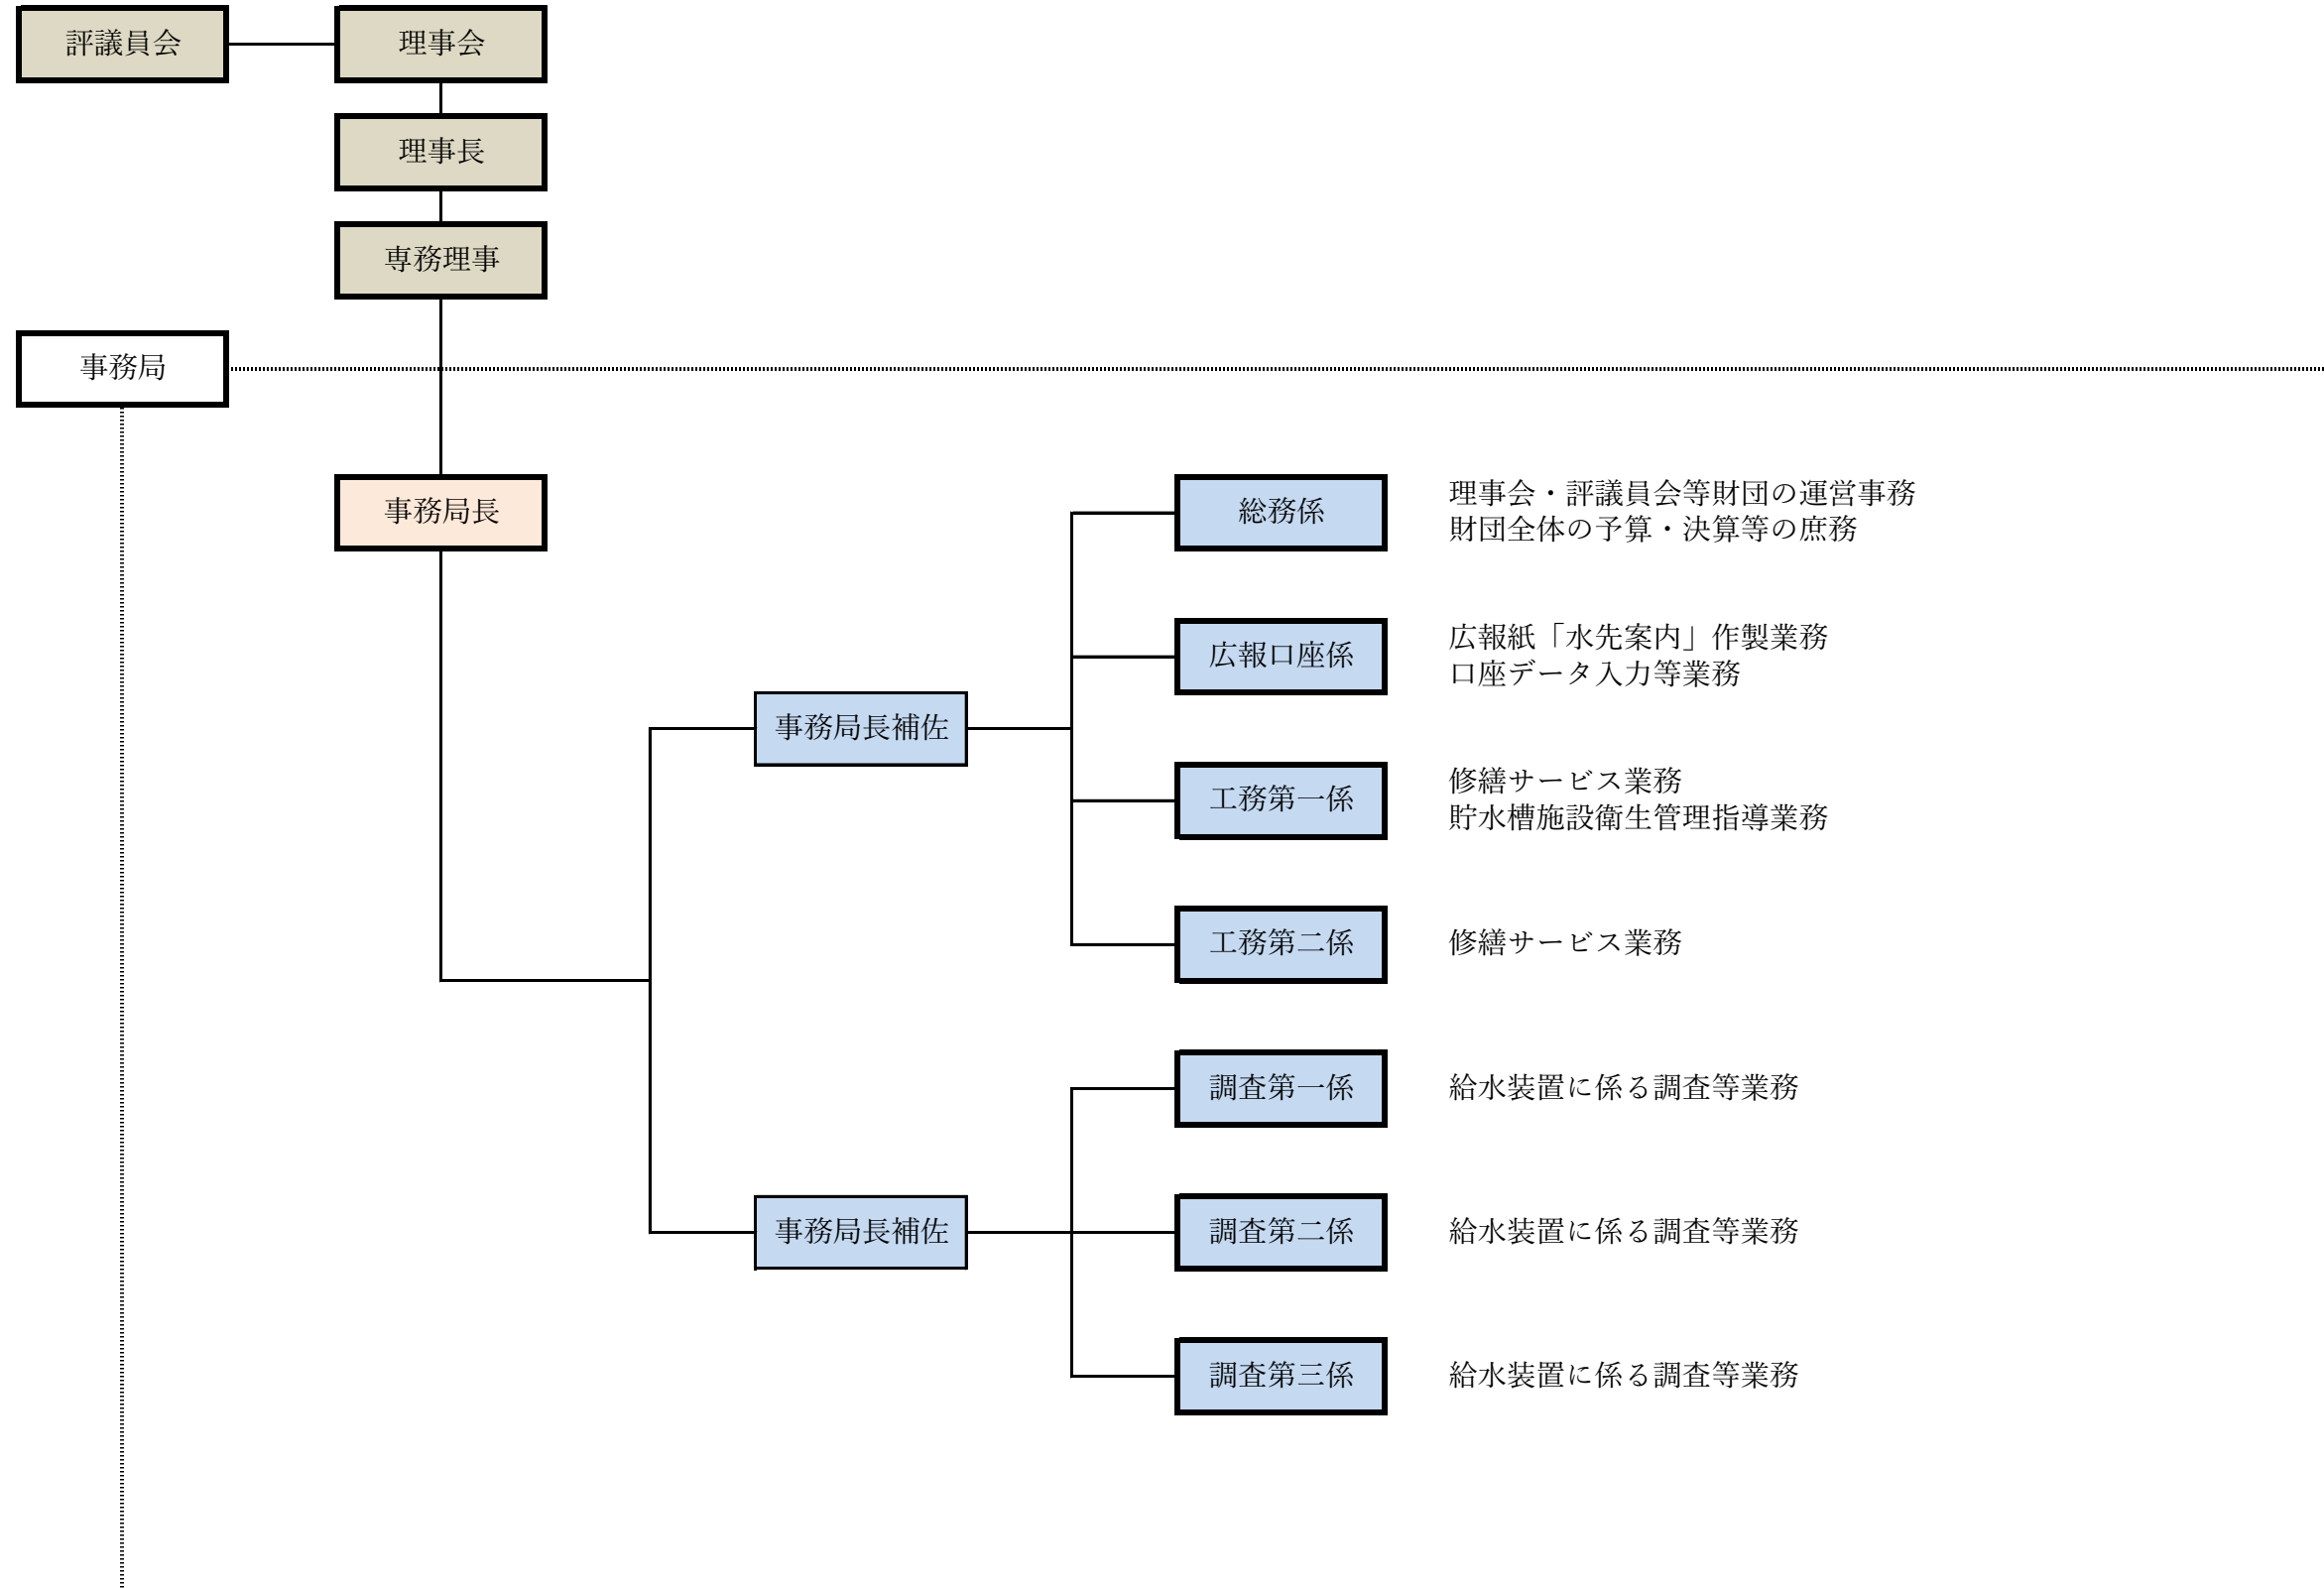 評議員会
理事会
理事長
専務理事
事務局
事務局長
総務係
理事会・評議員会等財団の運営事務
財団全体の予算・決算等の庶務
広報口座係
広報紙「水先案内」作製業務
口座データ入力等業務
事務局長補佐
工務第一係
修繕サービス業務
貯水槽施設衛生管理指導業務
工務第二係
修繕サービス業務
調査第一係
給水装置に係る調査等業務
事務局長補佐
調査第二係
給水装置に係る調査等業務
調査第三係
給水装置に係る調査等業務